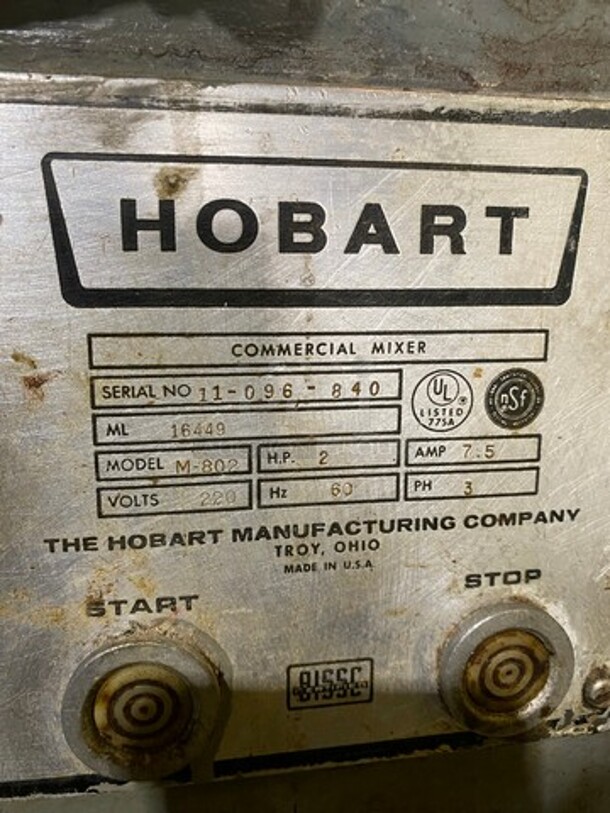 HOBART
COMMERCIAL MIXER
SERIAL NO 11-096-840
UL
LISTED
775A
nSf
ML 16449
MODEL M-802 H.P. 2 AMP 7.5
VOLTS 220 Hz 60 PH 3
THE HOBART MANUFACTURING COMPANY
TROY, OHIO
MADE IN U.S.A.
START STOP
BISSC